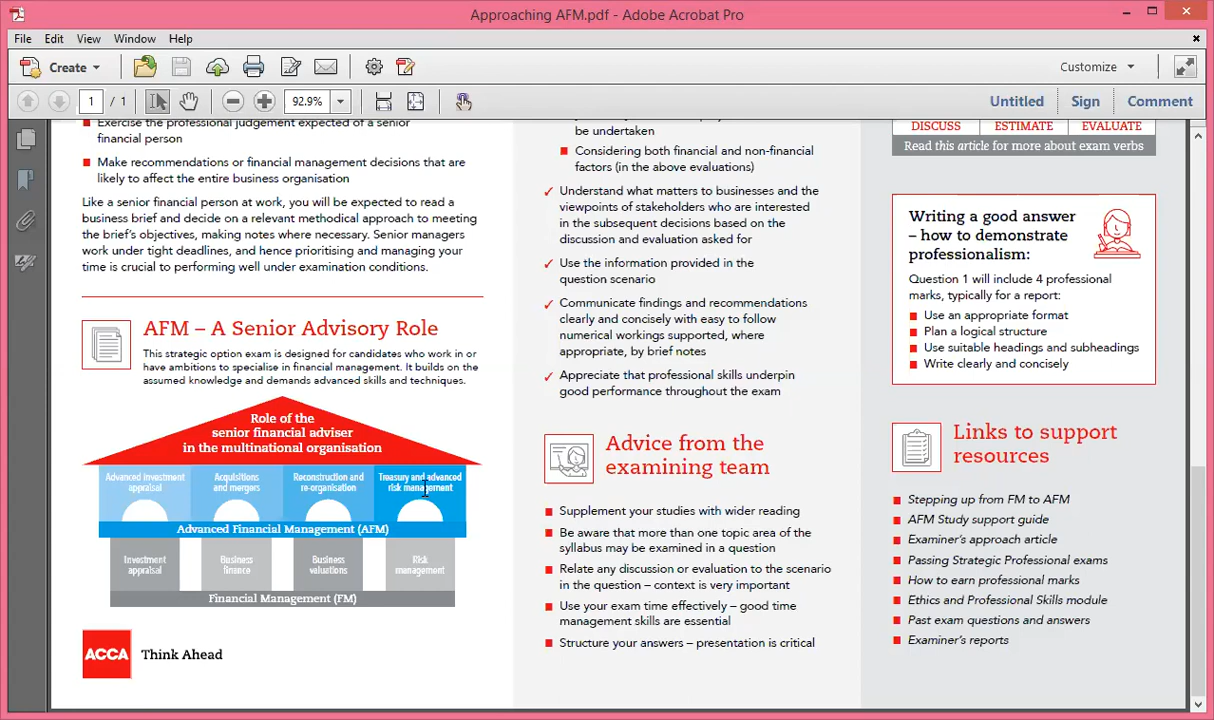 Approaching AFM.pdf - Adobe Acrobat Pro
File Edit View Window Help
Create
Customize
1 / 1
92.9%
Untitled Sign Comment
Exercise the professional judgement expected of a senior
financial person
Make recommendations or financial management decisions that are
likely to affect the entire business organisation
Like a senior financial person at work, you will be expected to read a
business brief and decide on a relevant methodical approach to meeting
the brief's objectives, making notes where necessary. Senior managers
work under tight deadlines, and hence prioritising and managing your
time is crucial to performing well under examination conditions.
AFM – A Senior Advisory Role
This strategic option exam is designed for candidates who work in or
have ambitions to specialise in financial management. It builds on the
assumed knowledge and demands advanced skills and techniques.
Role of the
senior financial adviser
in the multinational organisation
Advanced investment
appraisal
Acquisitions
and mergers
Reconstruction and
re-organisation
Treasury and advanced
risk management
Advanced Financial Management (AFM)
Investment
appraisal
Business
finance
Business
valuations
Risk
management
Financial Management (FM)
ACCA
Think Ahead
be undertaken
Considering both financial and non-financial
factors (in the above evaluations)
Understand what matters to businesses and the
viewpoints of stakeholders who are interested
in the subsequent decisions based on the
discussion and evaluation asked for
Use the information provided in the
question scenario
Communicate findings and recommendations
clearly and concisely with easy to follow
numerical workings supported, where
appropriate, by brief notes
Appreciate that professional skills underpin
good performance throughout the exam
Advice from the
examining team
Supplement your studies with wider reading
Be aware that more than one topic area of the
syllabus may be examined in a question
Relate any discussion or evaluation to the scenario
in the question – context is very important
Use your exam time effectively – good time
management skills are essential
Structure your answers – presentation is critical
DISCUSS ESTIMATE EVALUATE
Read this article for more about exam verbs
Writing a good answer
– how to demonstrate
professionalism:
Question 1 will include 4 professional
marks, typically for a report:
Use an appropriate format
Plan a logical structure
Use suitable headings and subheadings
Write clearly and concisely
Links to support
resources
Stepping up from FM to AFM
AFM Study support guide
Examiner's approach article
Passing Strategic Professional exams
How to earn professional marks
Ethics and Professional Skills module
Past exam questions and answers
Examiner's reports